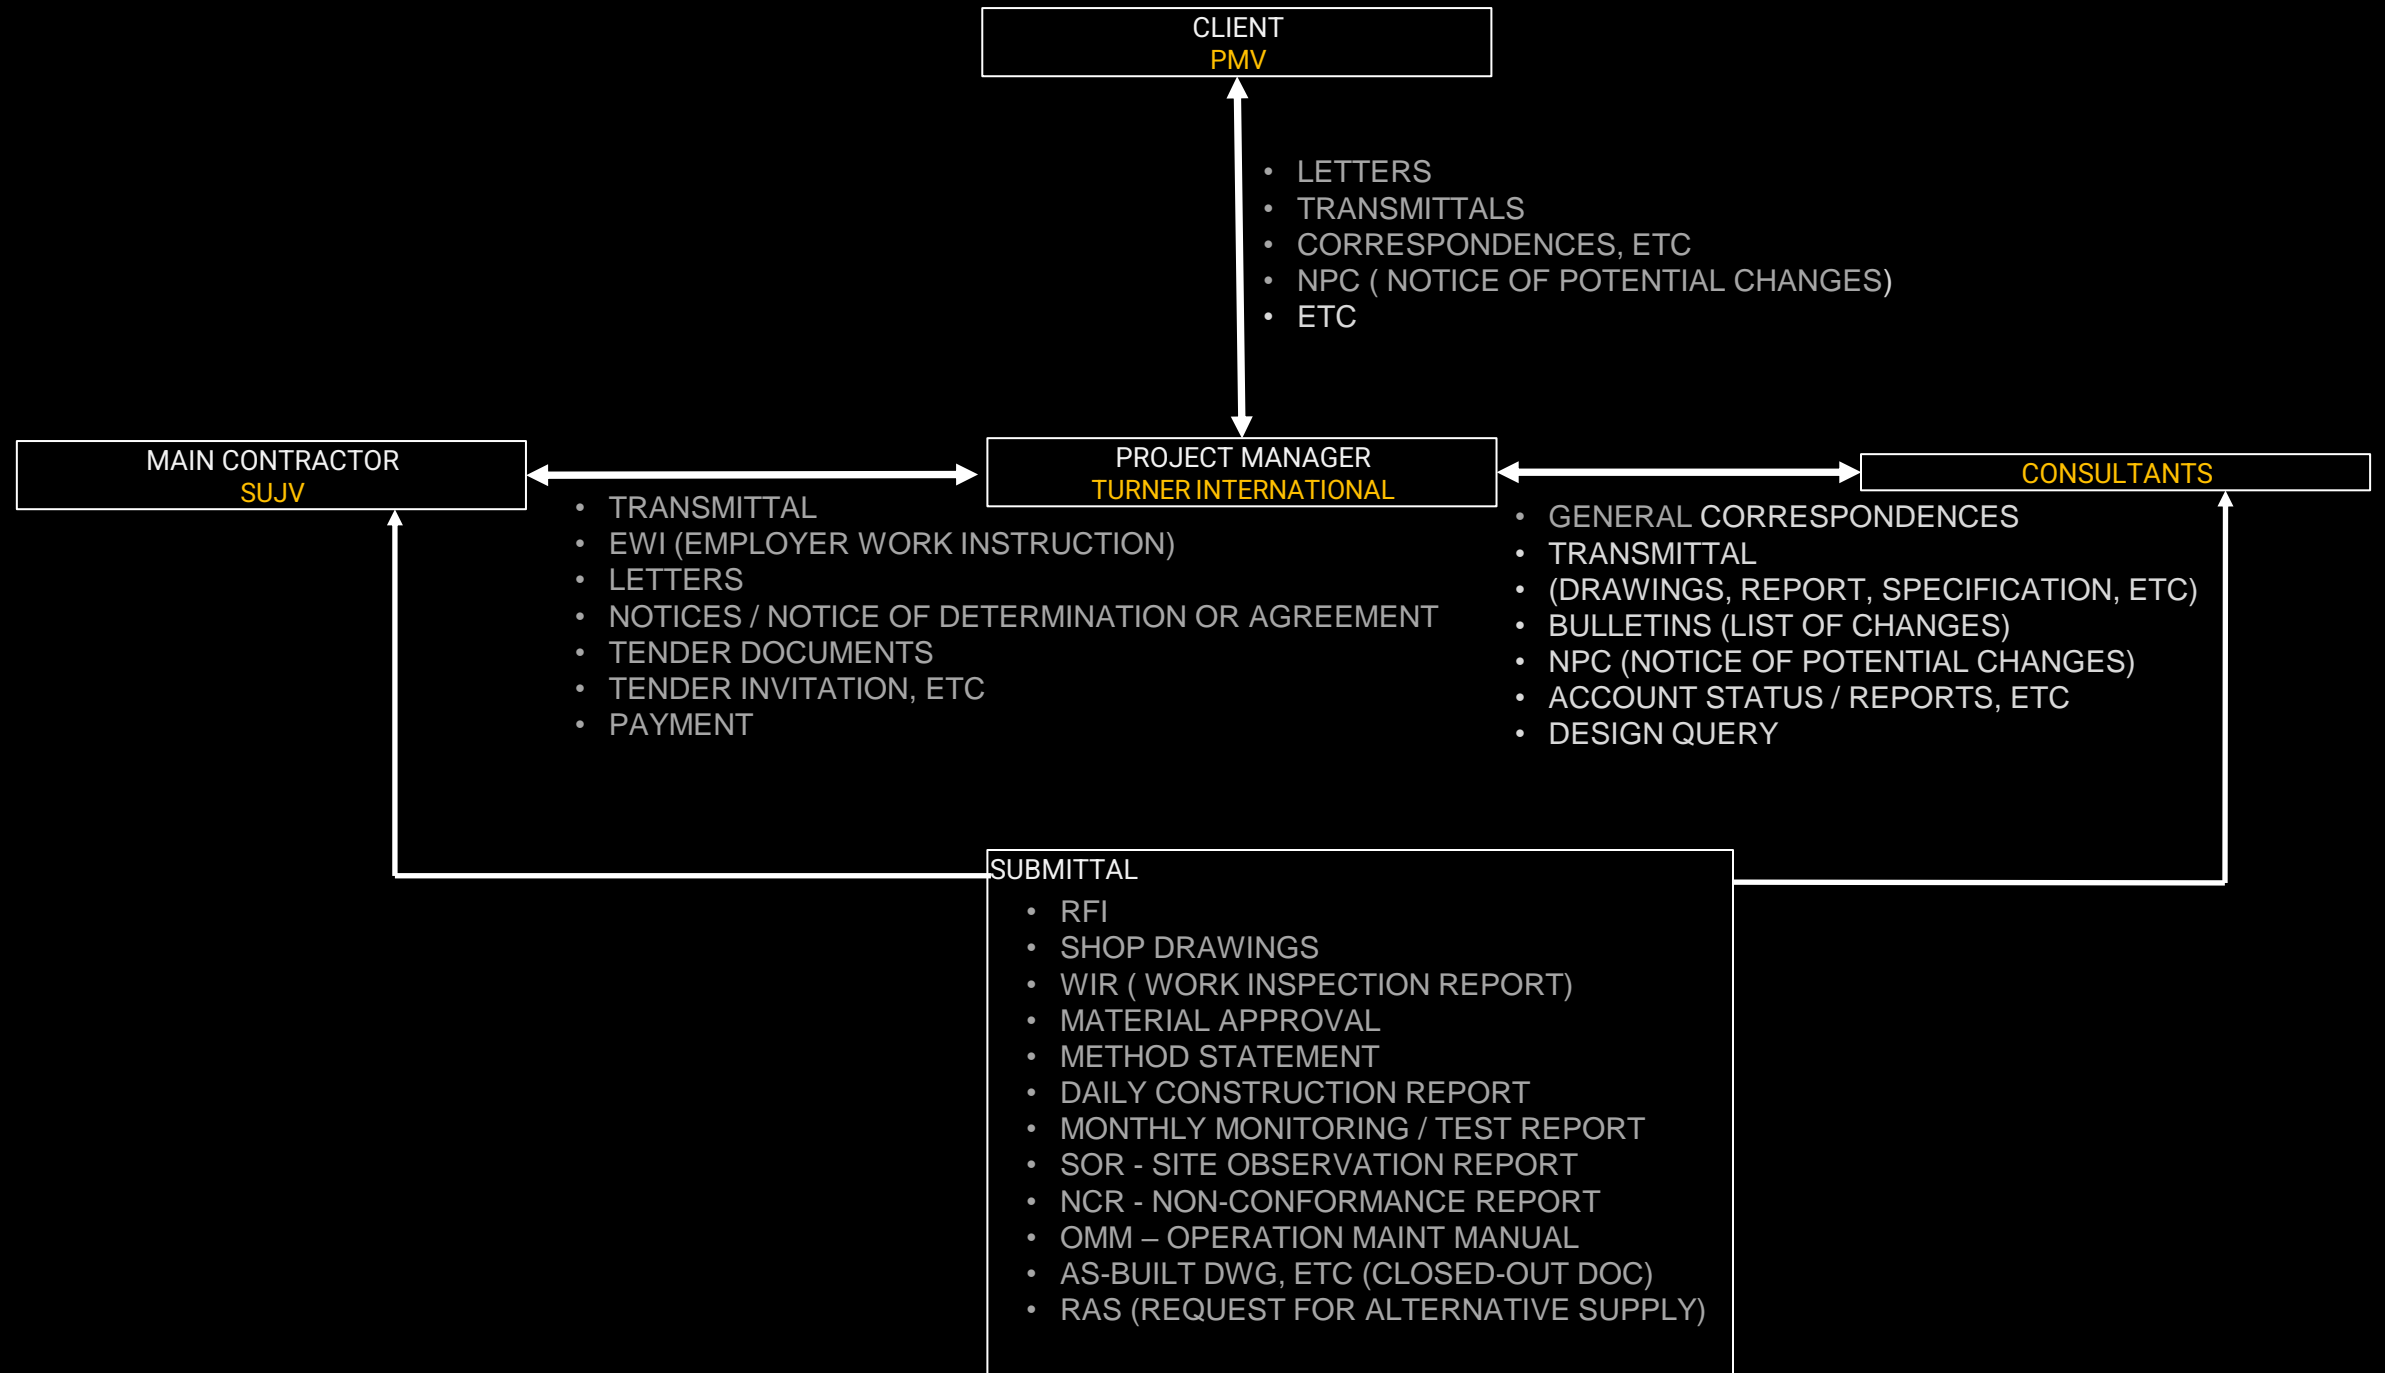 CLIENT
PMV
• LETTERS
• TRANSMITTALS
• CORRESPONDENCES, ETC
• NPC ( NOTICE OF POTENTIAL CHANGES)
• ETC
MAIN CONTRACTOR
SUJV
PROJECT MANAGER
TURNER INTERNATIONAL
CONSULTANTS
• TRANSMITTAL
• EWI (EMPLOYER WORK INSTRUCTION)
• LETTERS
• NOTICES / NOTICE OF DETERMINATION OR AGREEMENT
• TENDER DOCUMENTS
• TENDER INVITATION, ETC
• PAYMENT
• GENERAL CORRESPONDENCES
• TRANSMITTAL
• (DRAWINGS, REPORT, SPECIFICATION, ETC)
• BULLETINS (LIST OF CHANGES)
• NPC (NOTICE OF POTENTIAL CHANGES)
• ACCOUNT STATUS / REPORTS, ETC
• DESIGN QUERY
SUBMITTAL
• RFI
• SHOP DRAWINGS
• WIR ( WORK INSPECTION REPORT)
• MATERIAL APPROVAL
• METHOD STATEMENT
• DAILY CONSTRUCTION REPORT
• MONTHLY MONITORING / TEST REPORT
• SOR - SITE OBSERVATION REPORT
• NCR - NON-CONFORMANCE REPORT
• OMM – OPERATION MAINT MANUAL
• AS-BUILT DWG, ETC (CLOSED-OUT DOC)
• RAS (REQUEST FOR ALTERNATIVE SUPPLY)